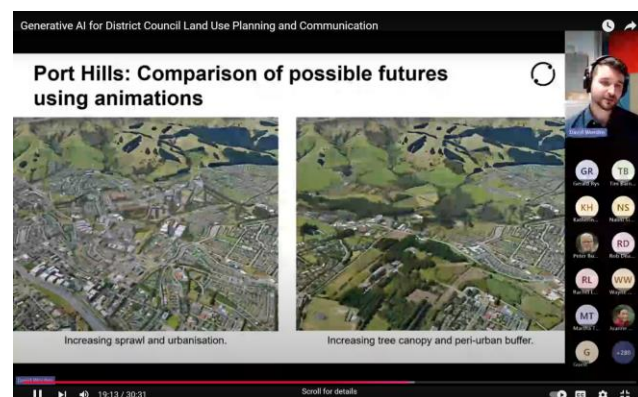 Generative AI for District Council Land Use Planning and Communication
Port Hills: Comparison of possible futures
using animations
Increasing sprawl and urbanisation.
Increasing tree canopy and peri-urban buffer.
GR
TB
KH
NS
RD
RL
WW
MT
G
+280
19:13 / 30:31
Scroll for details